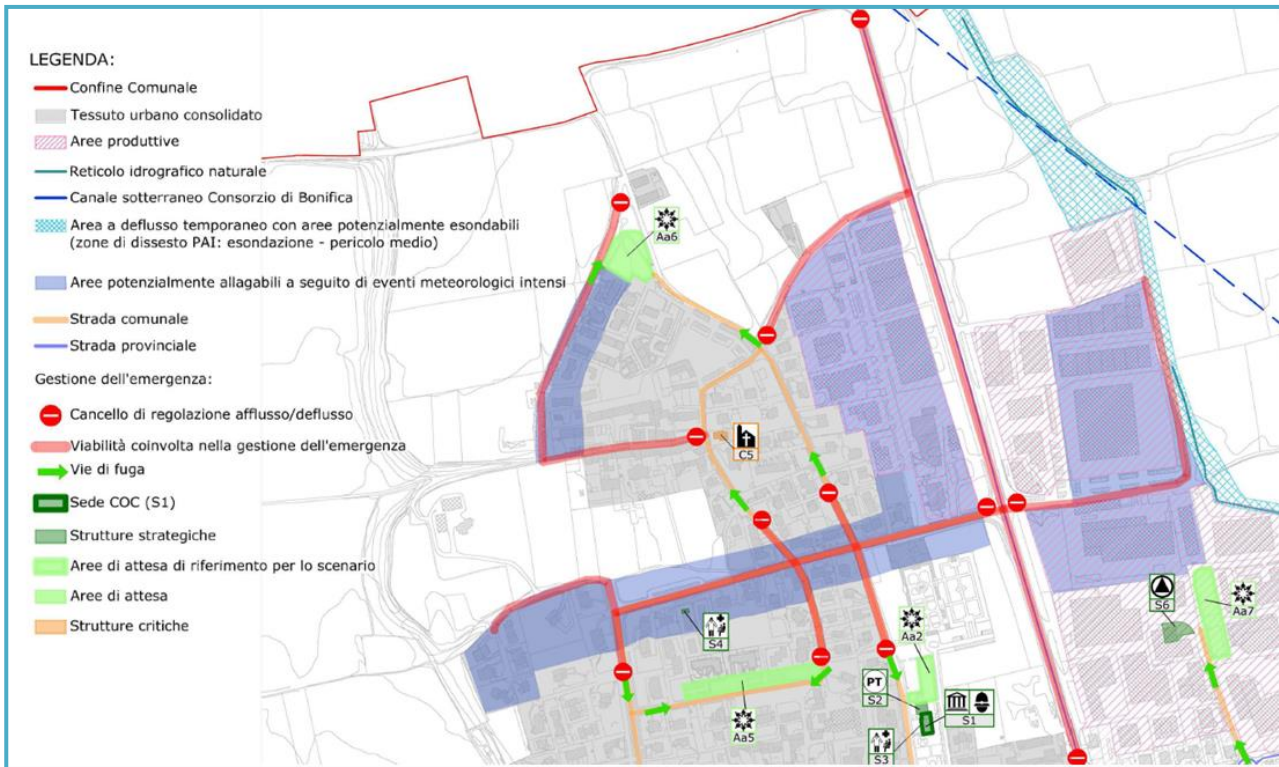 LEGENDA:
Confine Comunale
Tessuto urbano consolidato
Aree produttive
Reticolo idrografico naturale
Canale sotterraneo Consorzio di Bonifica
Area a deflusso temporaneo con aree potenzialmente esondabili
(zone di dissesto PAI: esondazione - pericolo medio)
Aree potenzialmente allagabili a seguito di eventi meteorologici intensi
Strada comunale
Strada provinciale
Gestione dell'emergenza:
Cancello di regolazione afflusso/deflusso
Viabilità coinvolta nella gestione dell'emergenza
Vie di fuga
Sede COC (S1)
Strutture strategiche
Aree di attesa di riferimento per lo scenario
Aree di attesa
Strutture critiche
Aa6
C5
S4
Aa2
PT
S2
S1
S3
Aa5
S6
Aa7